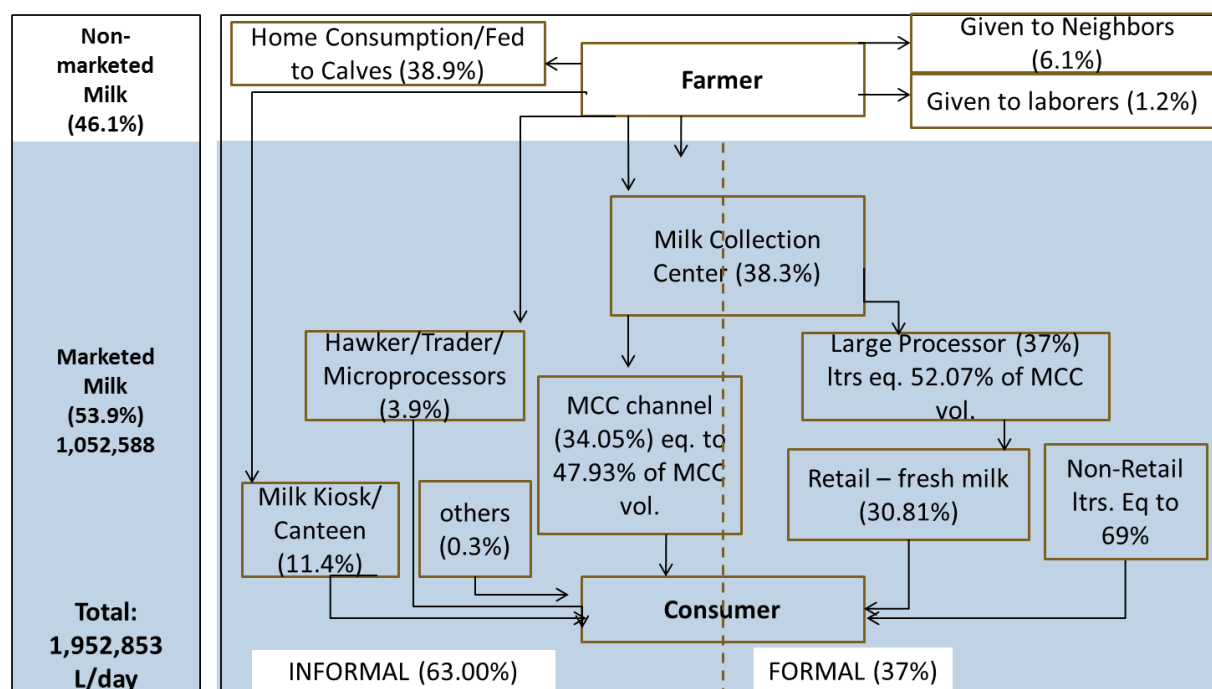 Non-
marketed
Milk
(46.1%)
Marketed
Milk
(53.9%)
1,052,588
Total:
1,952,853
L/day
Home Consumption/Fed
to Calves (38.9%)
Farmer
Given to Neighbors
(6.1%)
Given to laborers (1.2%)
Milk Collection
Center (38.3%)
Hawker/Trader/
Microprocessors
(3.9%)
MCC channel
(34.05%) eq. to
47.93% of MCC
vol.
Large Processor (37%)
ltrs eq. 52.07% of MCC
vol.
Milk Kiosk/
Canteen
(11.4%)
others
(0.3%)
Retail – fresh milk
(30.81%)
Non-Retail
ltrs. Eq to
69%
Consumer
INFORMAL (63.00%)
FORMAL (37%)